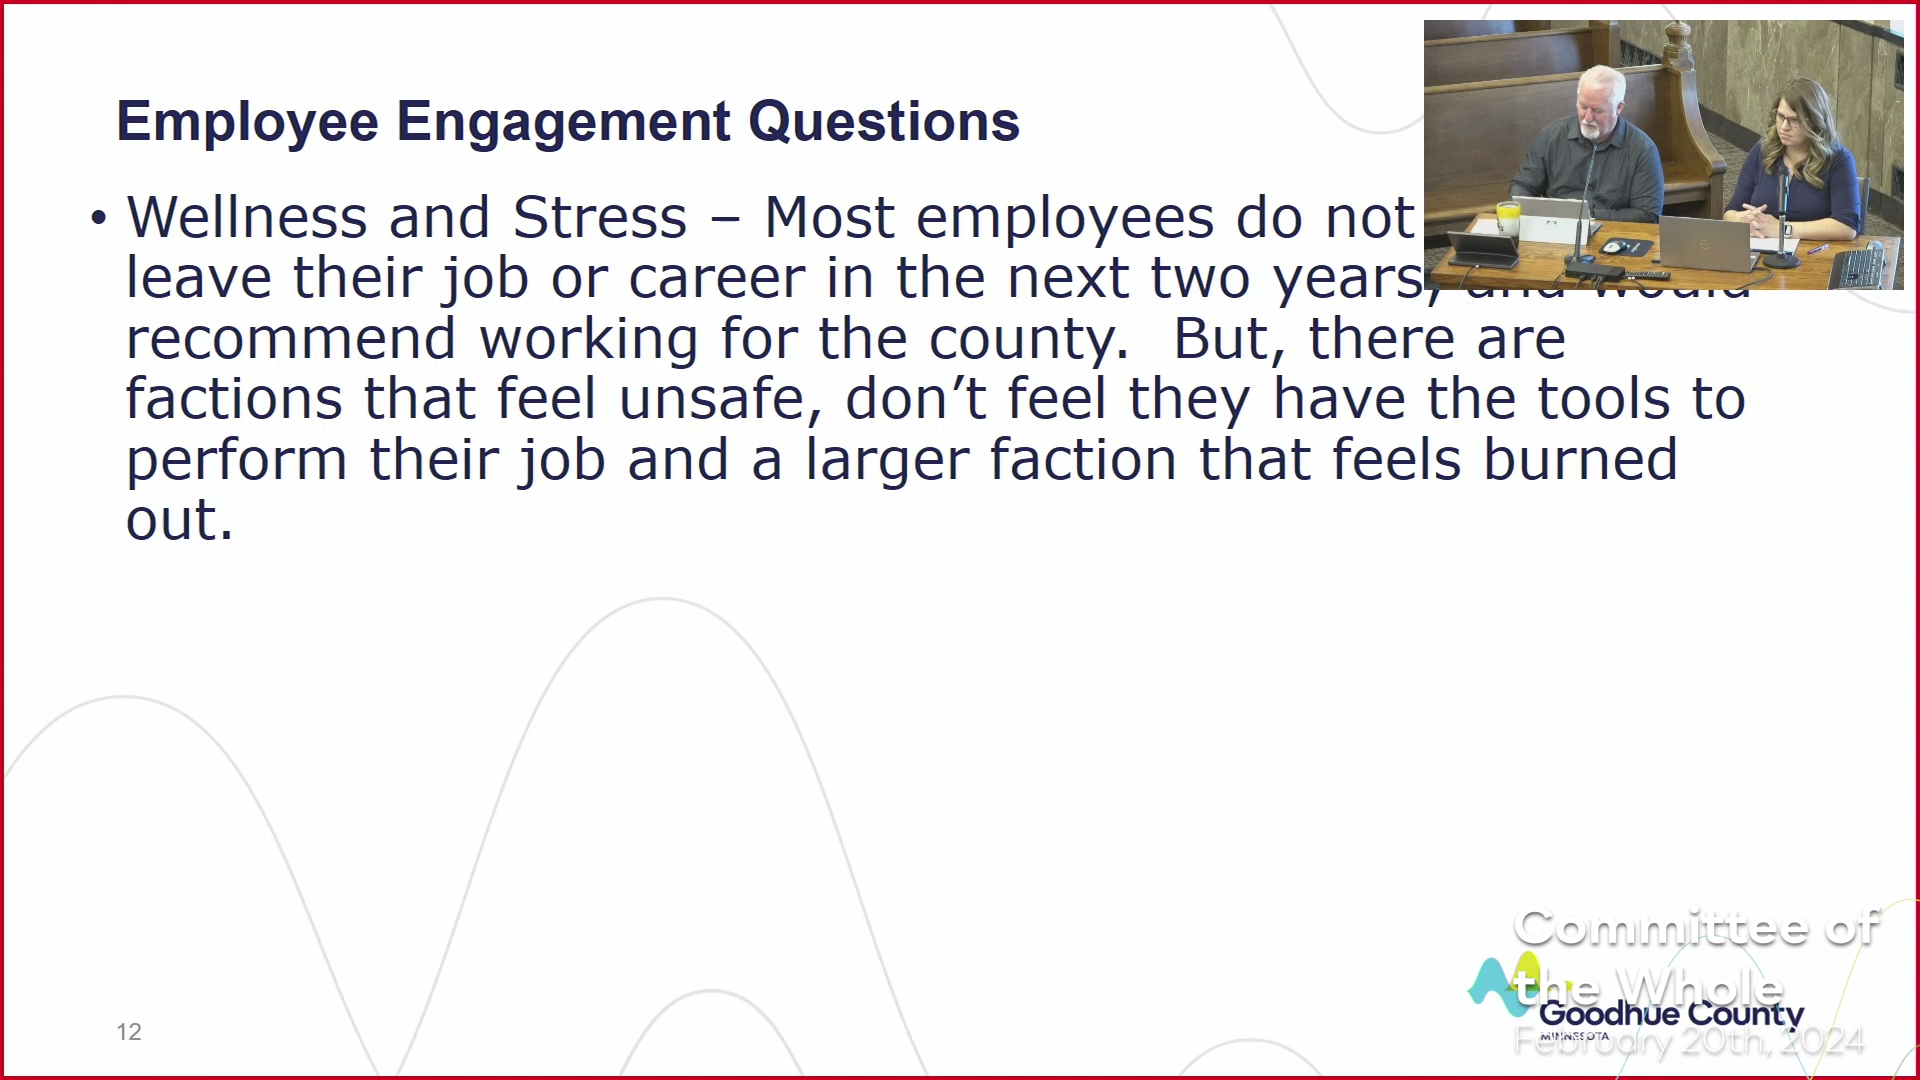 Employee Engagement Questions
• Wellness and Stress – Most employees do not
leave their job or career in the next two years, and would
recommend working for the county.  But, there are
factions that feel unsafe, don’t feel they have the tools to
perform their job and a larger faction that feels burned
out.
Committee of
the Whole
Goodhue County
MINNESOTA
February 20th, 2024
12